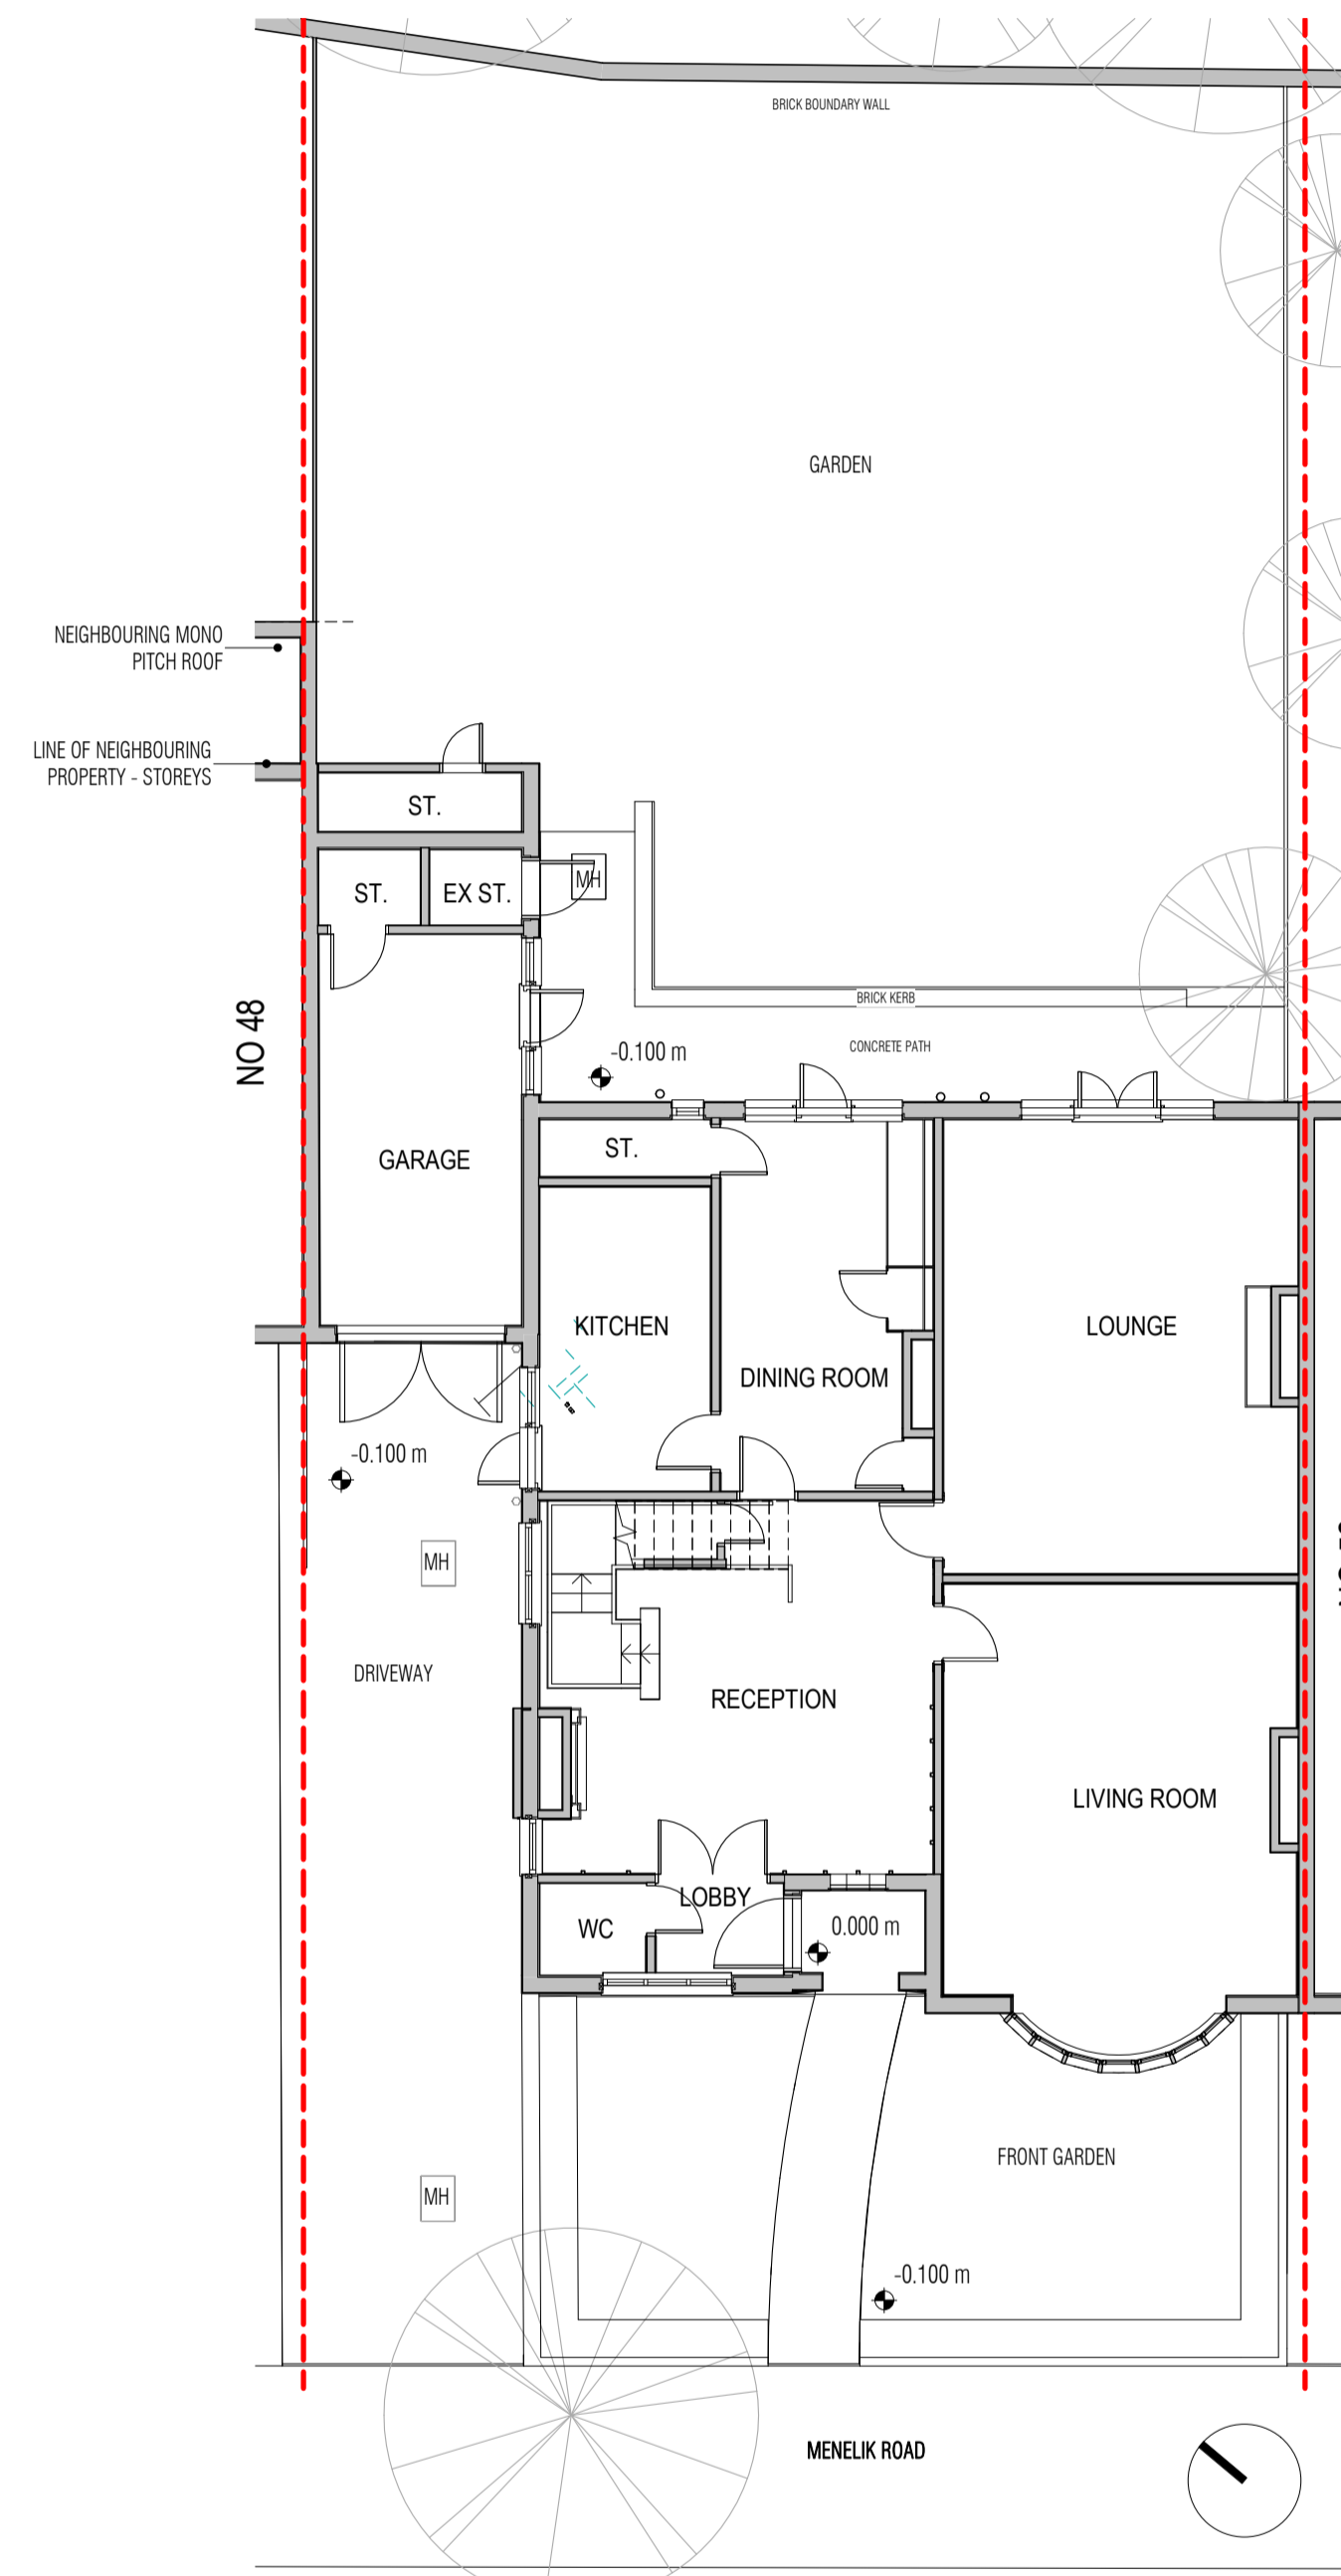 BRICK BOUNDARY WALL
GARDEN
NEIGHBOURING MONO
PITCH ROOF
LINE OF NEIGHBOURING
PROPERTY - STOREYS
ST.
ST.
EX ST.
MH
NO 48
BRICK KERB
CONCRETE PATH
-0.100 m
ST.
GARAGE
KITCHEN
LOUNGE
DINING ROOM
-0.100 m
MH
DRIVEWAY
RECEPTION
LIVING ROOM
LOBBY
WC
0.000 m
FRONT GARDEN
MH
-0.100 m
MENELIK ROAD